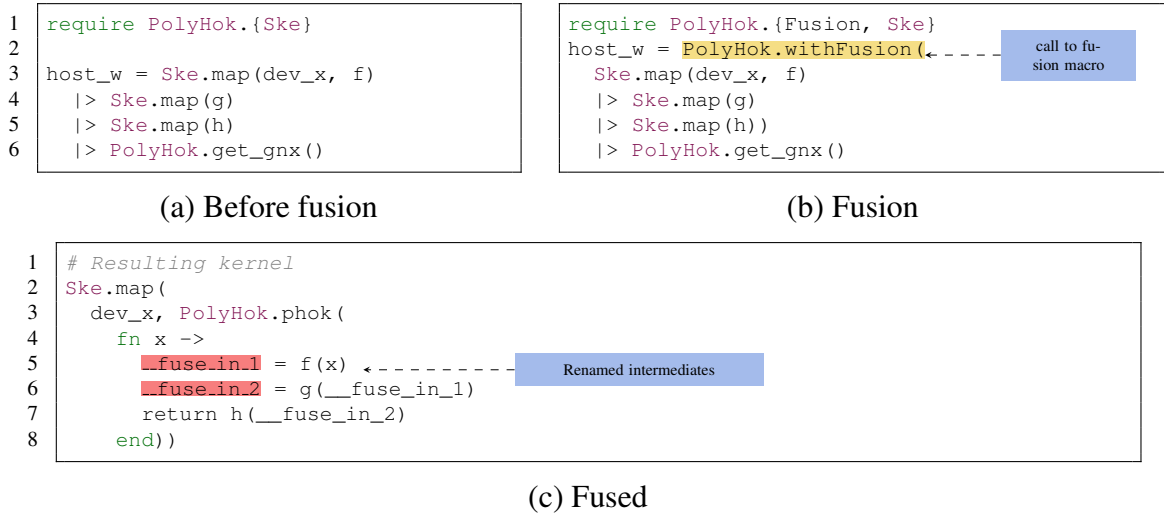 1 require PolyHok.{Ske}
2
3 host_w = Ske.map(dev_x, f)
4   |> Ske.map(g)
5   |> Ske.map(h)
6   |> PolyHok.get_gnx()
(a) Before fusion
require PolyHok.{Fusion, Ske}
host_w = PolyHok.withFusion(
  Ske.map(dev_x, f)
  |> Ske.map(g)
  |> Ske.map(h))
  |> PolyHok.get_gnx()
call to fu-
sion macro
(b) Fusion
1 # Resulting kernel
2 Ske.map(
3   dev_x, PolyHok.phok(
4     fn x ->
5       __fuse_in_1 = f(x)
Renamed intermediates
6       __fuse_in_2 = g(__fuse_in_1)
7       return h(__fuse_in_2)
8     end))
(c) Fused